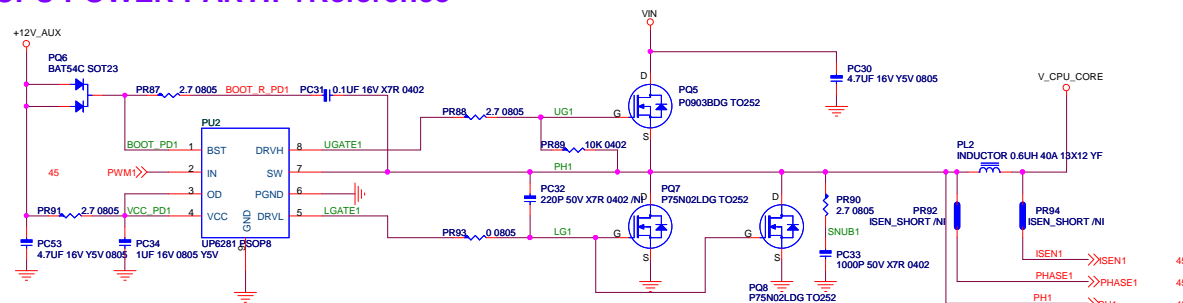 +12V_AUX
PQ6
BAT54C SOT23
PR87
2.7 0805
BOOT_R_PD1
PC31
0.1UF 16V X7R 0402
VIN
PC30
4.7UF 16V Y5V 0805
V_CPU_CORE
D
PQ5
P0903BDG TO252
G
S
PR88
2.7 0805
UG1
PR89
10K 0402
PH1
PU2
BOOT_PD1
1
BST
DRVH
8
UGATE1
45
PWM1
2
IN
SW
7
3
OD
PGND
6
PR91
2.7 0805
VCC_PD1
4
VCC
DRVL
5
LGATE1
GND
9
UP6281 PSOP8
PC53
4.7UF 16V Y5V 0805
PC34
1UF 16V 0805 Y5V
PC32
220P 50V X7R 0402 /NI
PR93
0 0805
LG1
D
PQ7
P75N02LDG TO252
G
S
D
G
S
PQ8
P75N02LDG TO252
PR90
2.7 0805
SNUB1
PC33
1000P 50V X7R 0402
PL2
INDUCTOR 0.6UH 40A 13X12 YF
PR92
ISEN_SHORT /NI
PR94
ISEN_SHORT /NI
ISEN1
ISEN1
45
PHASE1
PHASE1
45
PH1